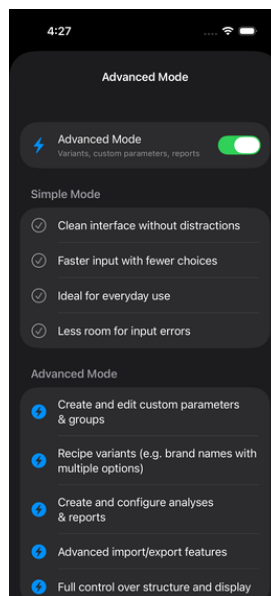 4:27
Advanced Mode
Advanced Mode
Variants, custom parameters, reports
Simple Mode
Clean interface without distractions
Faster input with fewer choices
Ideal for everyday use
Less room for input errors
Advanced Mode
Create and edit custom parameters
& groups
Recipe variants (e.g. brand names with
multiple options)
Create and configure analyses
& reports
Advanced import/export features
Full control over structure and display